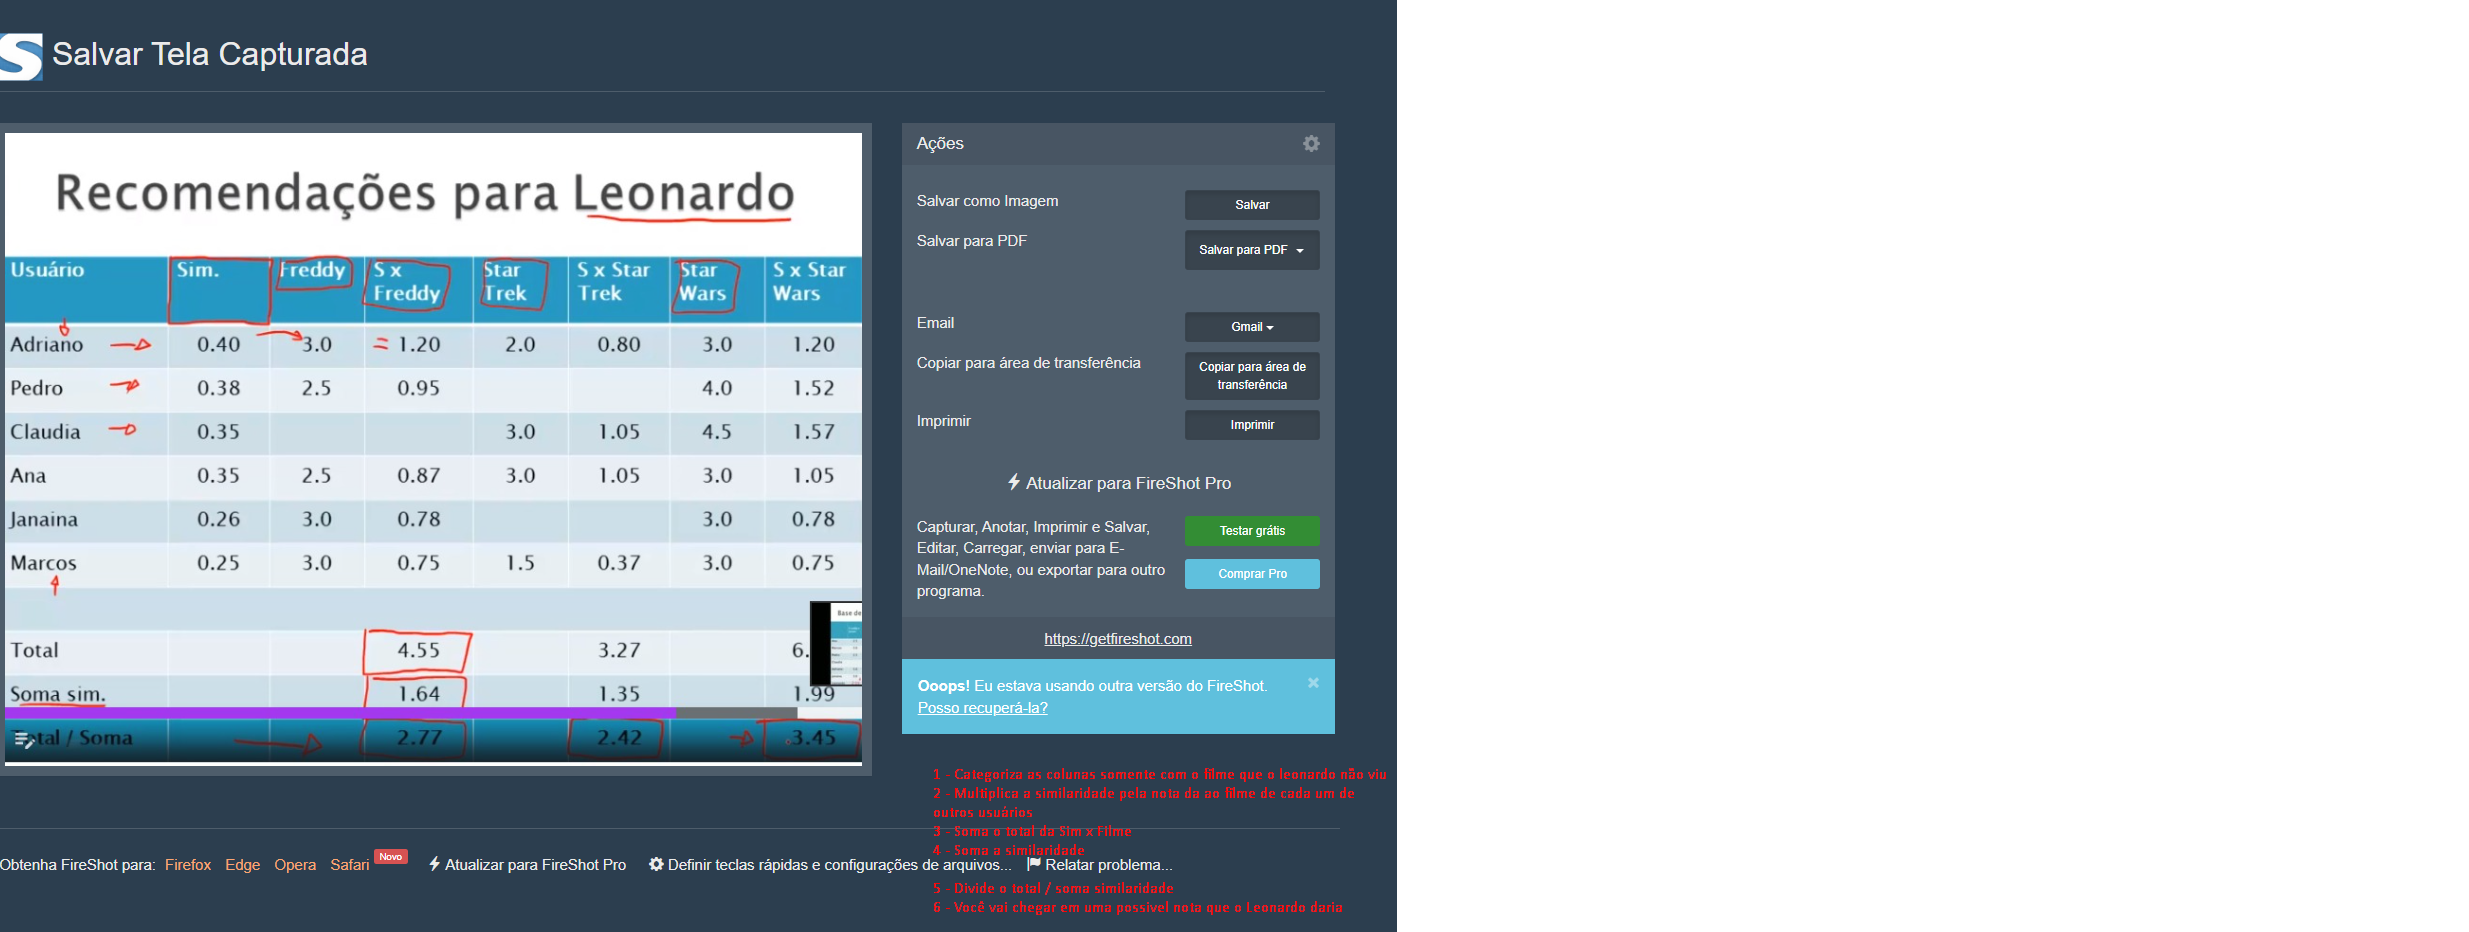 Salvar Tela Capturada
Recomendações para Leonardo
Usuário Sim. Freddy S x Freddy Star Trek S x Star Trek Star Wars S x Star Wars
Adriano 0.40 3.0 = 1.20 2.0 0.80 3.0 1.20
Pedro 0.38 2.5 0.95 4.0 1.52
Claudia 0.35 3.0 1.05 4.5 1.57
Ana 0.35 2.5 0.87 3.0 1.05 3.0 1.05
Janaina 0.26 3.0 0.78 3.0 0.78
Marcos 0.25 3.0 0.75 1.5 0.37 3.0 0.75
Base de
Total 4.55 3.27 6.
Soma sim. 1.64 1.35 1.99
Total / Soma 2.77 2.42 3.45
Ações
Salvar como Imagem Salvar
Salvar para PDF Salvar para PDF
Email Gmail
Copiar para área de transferência Copiar para área de
transferência
Imprimir Imprimir
Atualizar para FireShot Pro
Capturar, Anotar, Imprimir e Salvar, Testar grátis
Editar, Carregar, enviar para E-
Mail/OneNote, ou exportar para outro Comprar Pro
programa.
https://getfireshot.com
Ooops! Eu estava usando outra versão do FireShot. ×
Posso recuperá-la?
1 - Categoriza as colunas somente com o filme que o leonardo não viu
2 - Multiplica a similaridade pela nota da ao filme de cada um de
outros usuários
3 - Soma o total da Sim x Filme
4 - Soma a similaridade
Obtenha FireShot para: Firefox Edge Opera Safari Novo Atualizar para FireShot Pro Definir teclas rápidas e configurações de arquivos... Relatar problema...
5 - Divide o total / soma similaridade
6 - Você vai chegar em uma possivel nota que o Leonardo daria